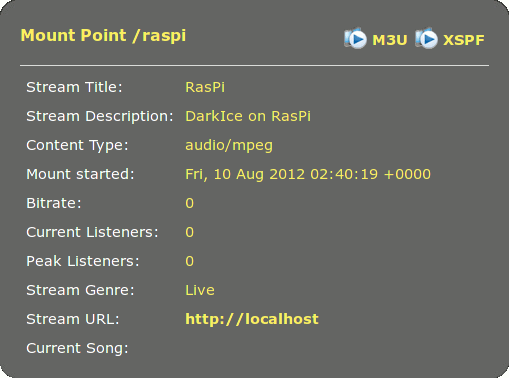 Mount Point /raspi M3U XSPF
Stream Title: RasPi
Stream Description: DarkIce on RasPi
Content Type: audio/mpeg
Mount started: Fri, 10 Aug 2012 02:40:19 +0000
Bitrate: 0
Current Listeners: 0
Peak Listeners: 0
Stream Genre: Live
Stream URL: http://localhost
Current Song: